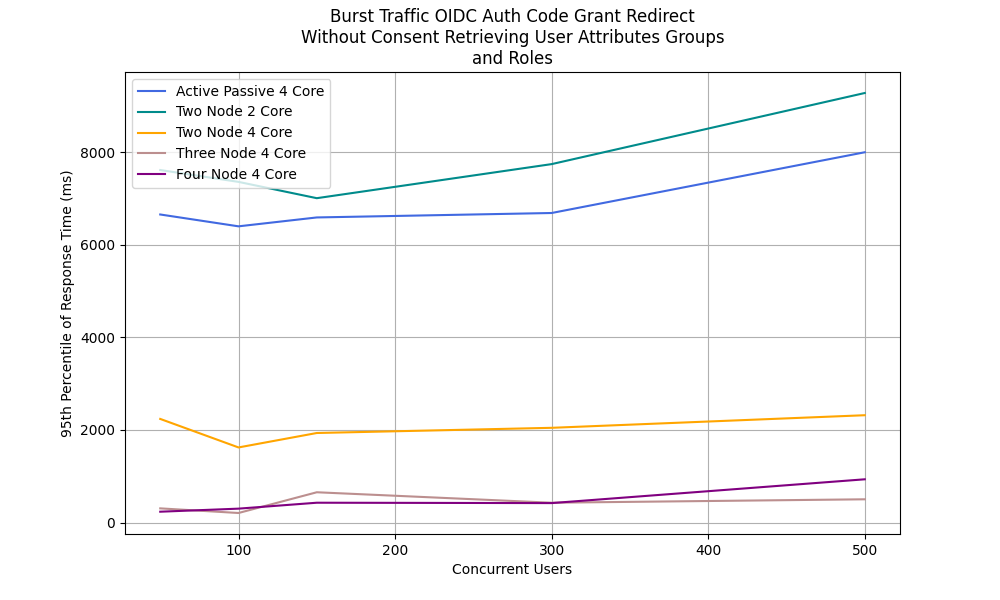 Burst Traffic OIDC Auth Code Grant Redirect
Without Consent Retrieving User Attributes Groups
and Roles
Active Passive 4 Core
Two Node 2 Core
Two Node 4 Core
Three Node 4 Core
Four Node 4 Core
95th Percentile of Response Time (ms)
8000
6000
4000
2000
0
100
200
300
400
500
Concurrent Users